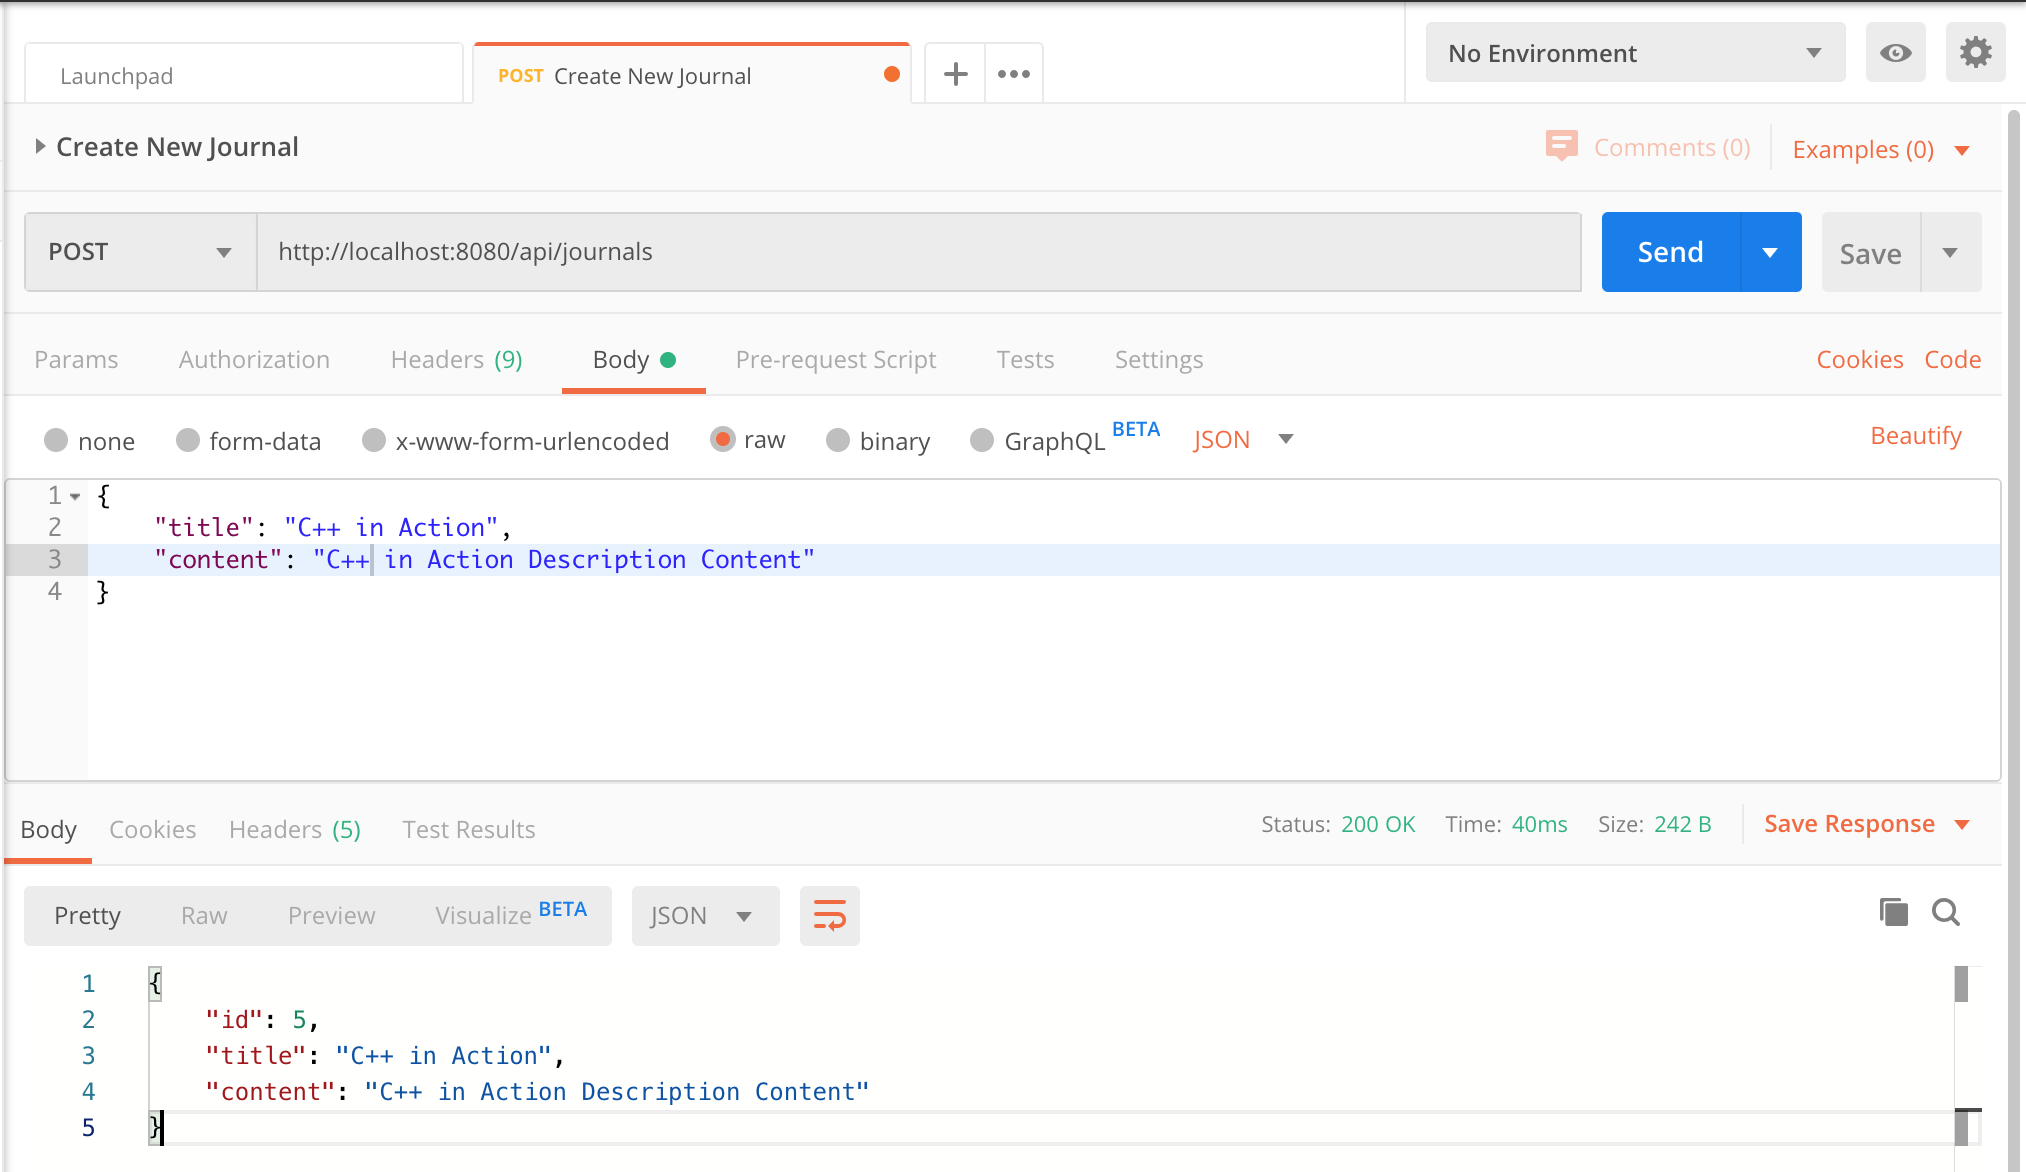 Launchpad
POST Create New Journal
No Environment
Create New Journal
Comments (0)
Examples (0)
POST
http://localhost:8080/api/journals
Send
Save
Params Authorization Headers (9) Body Pre-request Script Tests Settings Cookies Code
none form-data x-www-form-urlencoded raw binary GraphQL BETA JSON Beautify
1 {
2 "title": "C++ in Action",
3 "content": "C++ in Action Description Content"
4 }
Body Cookies Headers (5) Test Results Status: 200 OK Time: 40ms Size: 242 B Save Response
Pretty Raw Preview Visualize BETA JSON
1 {
2 "id": 5,
3 "title": "C++ in Action",
4 "content": "C++ in Action Description Content"
5 }